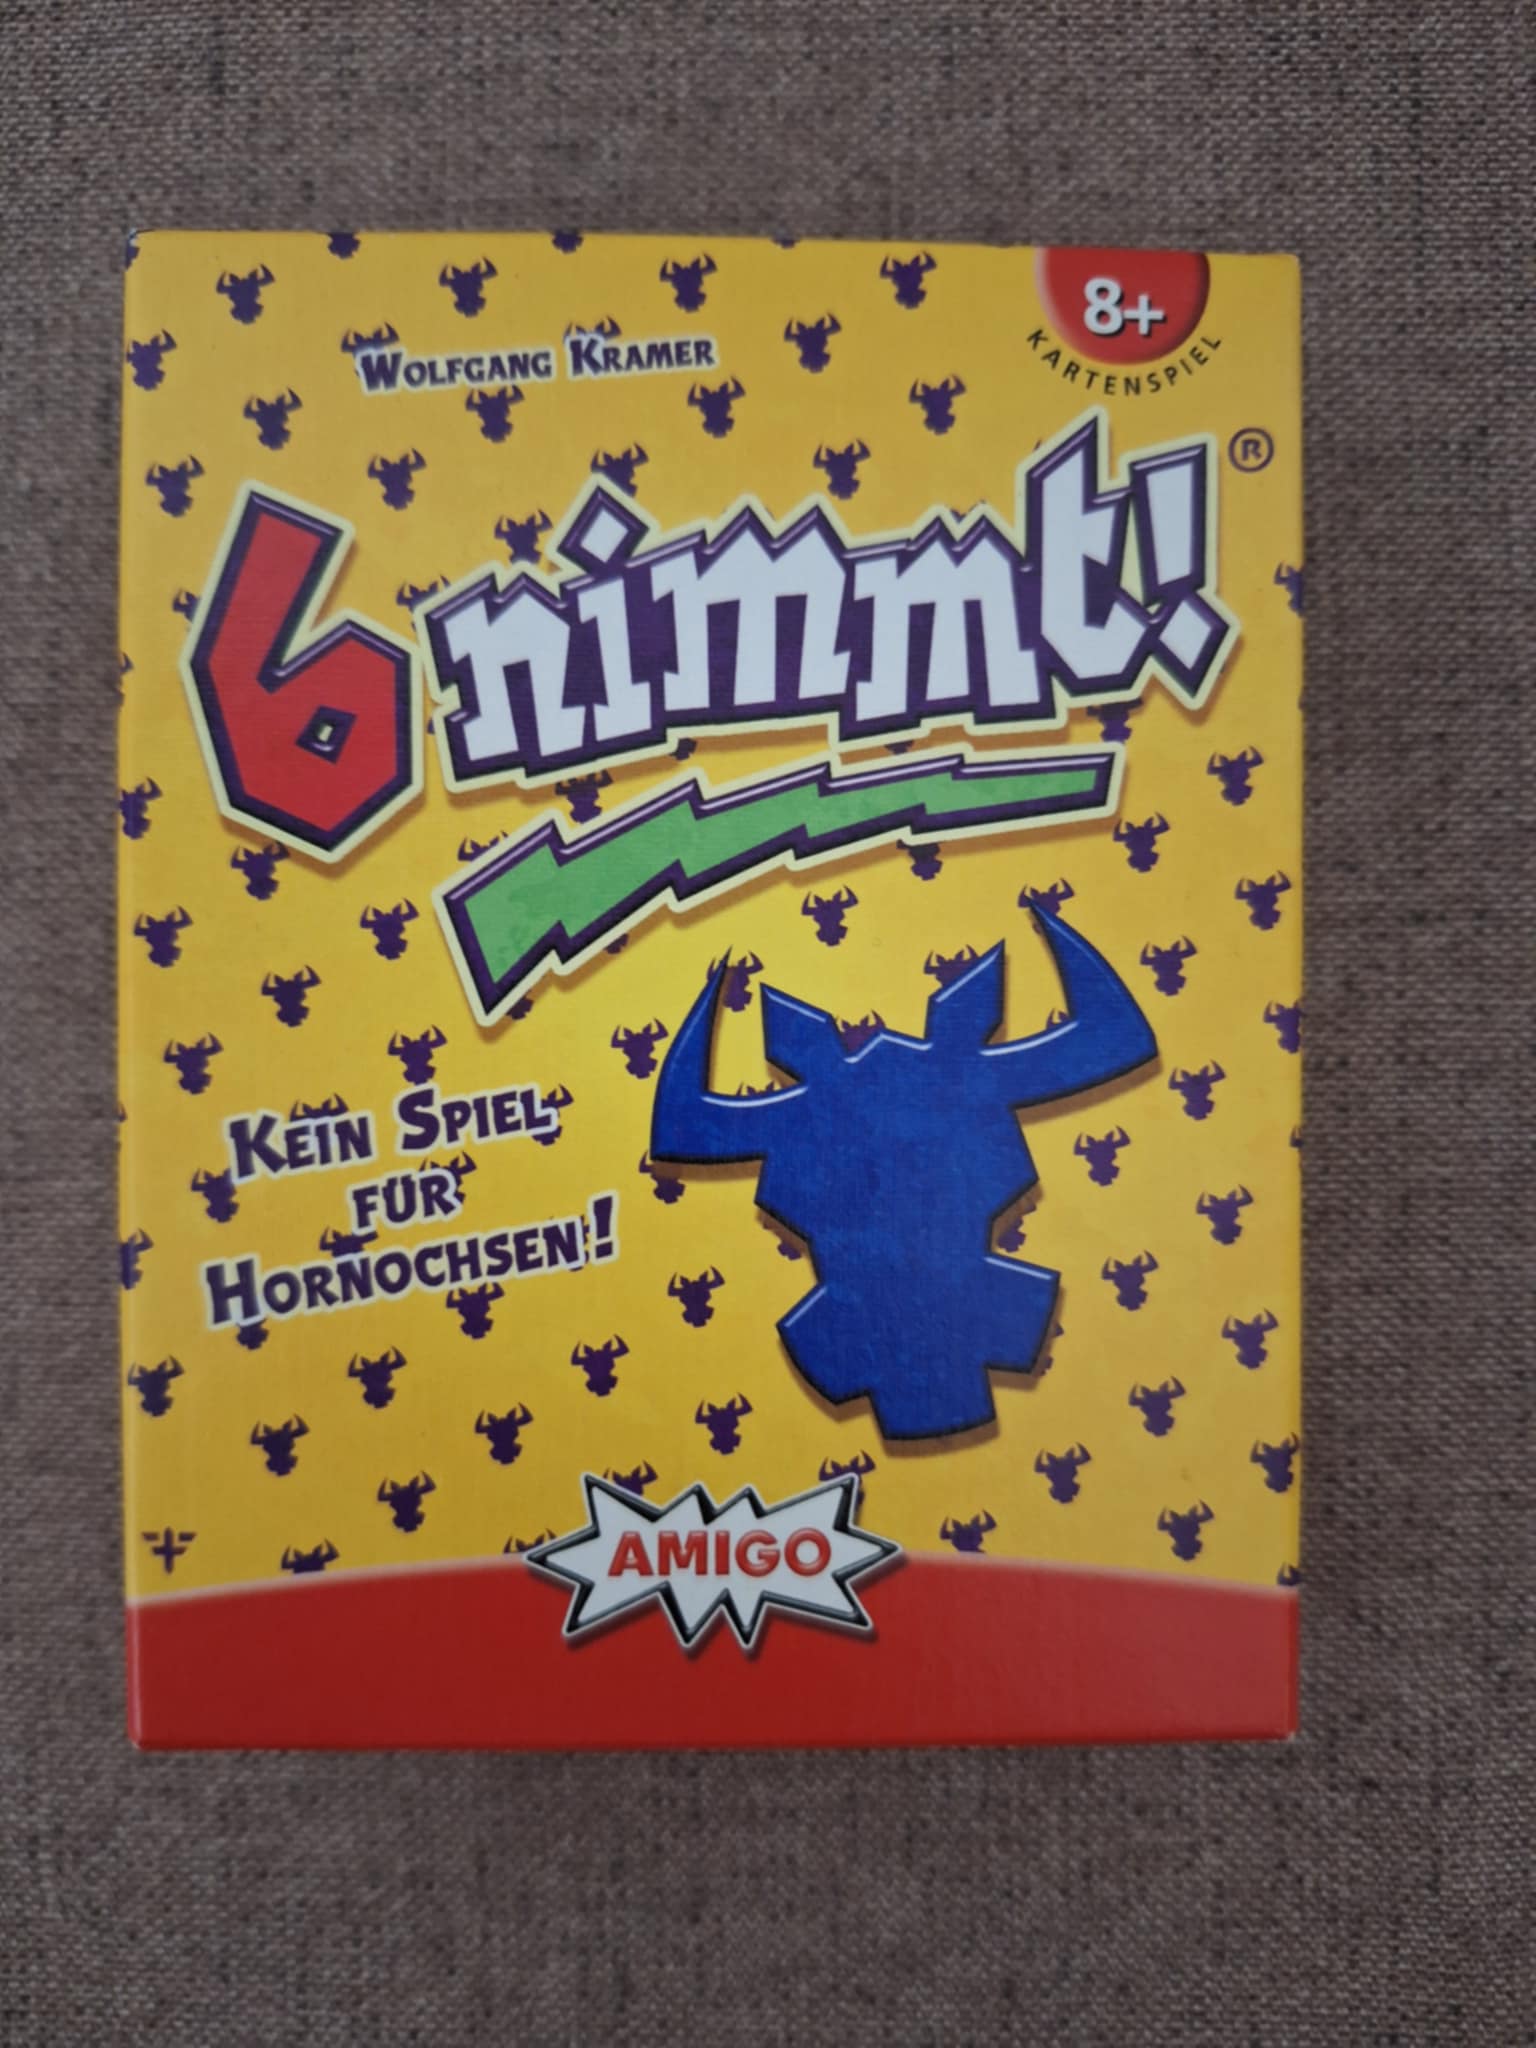 8+
KARTENSPIEL
WOLFGANG KRAMER
6 nimmt!®
KEIN SPIEL
FÜR
HORNOCHSEN!
AMIGO